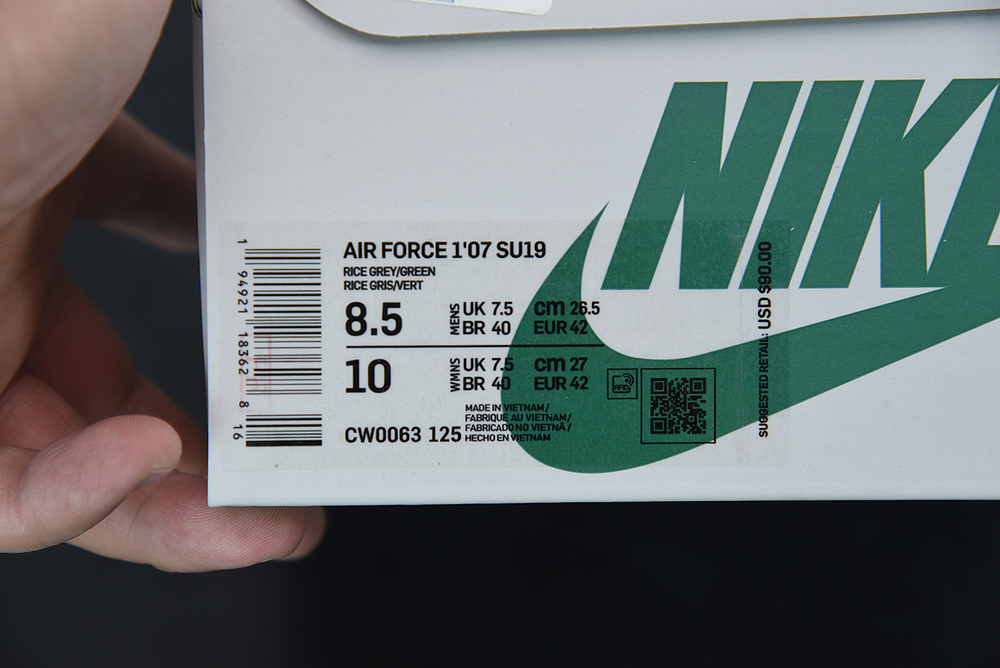 NIKE
AIR FORCE 1'07 SU19
RICE GREY/GREEN
RICE GRIS/VERT
8.5 MENS UK 7.5 cm 26.5
BR 40 EUR 42
10 WMNS UK 7.5 cm 27
BR 40 EUR 42
RFID
MADE IN VIETNAM/
FABRIQUE AU VIETNAM/
FABRICADO NO VIETNÃ/
HECHO EN VIETNAM
CW0063 125
1 94921 18362 8 16
SUGGESTED RETAIL: USD $90.00